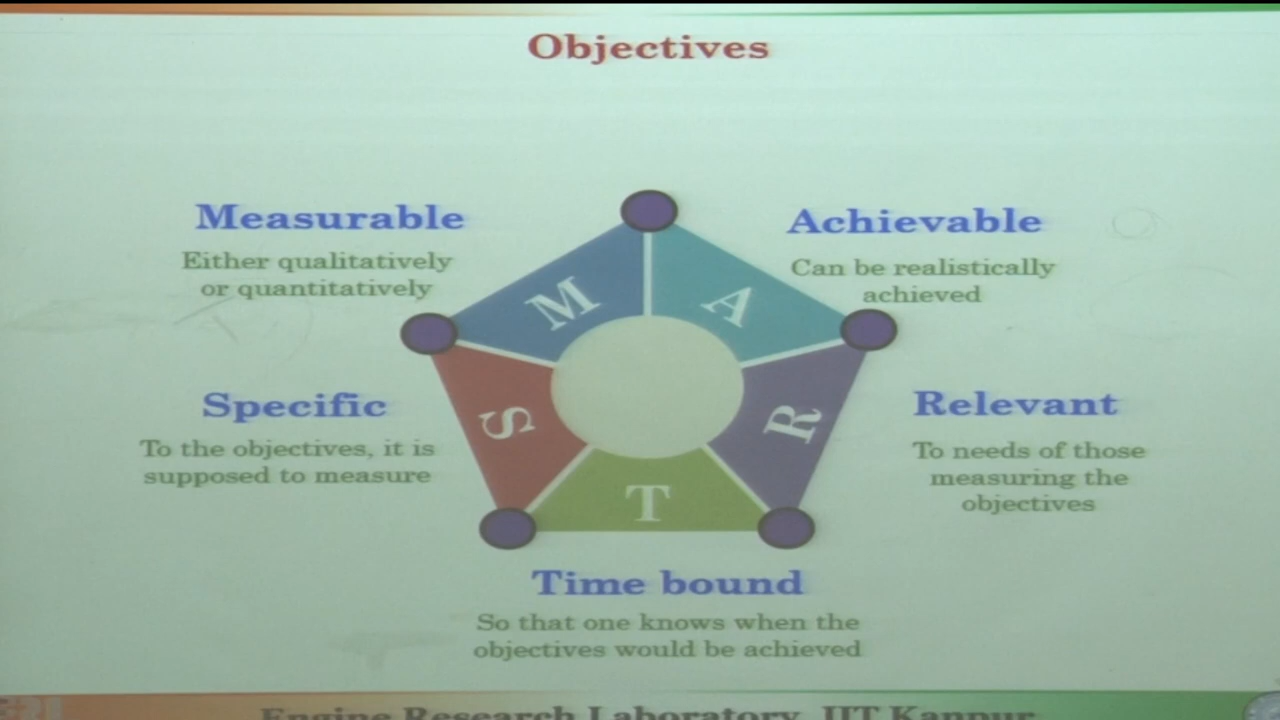 Objectives
Measurable
Either qualitatively
or quantitatively
Achievable
Can be realistically
achieved
M
A
Specific
To the objectives, it is
supposed to measure
S
R
Relevant
To needs of those
measuring the
objectives
T
Time bound
So that one knows when the
objectives would be achieved
Engine Research Laboratory, IIT Kanpur